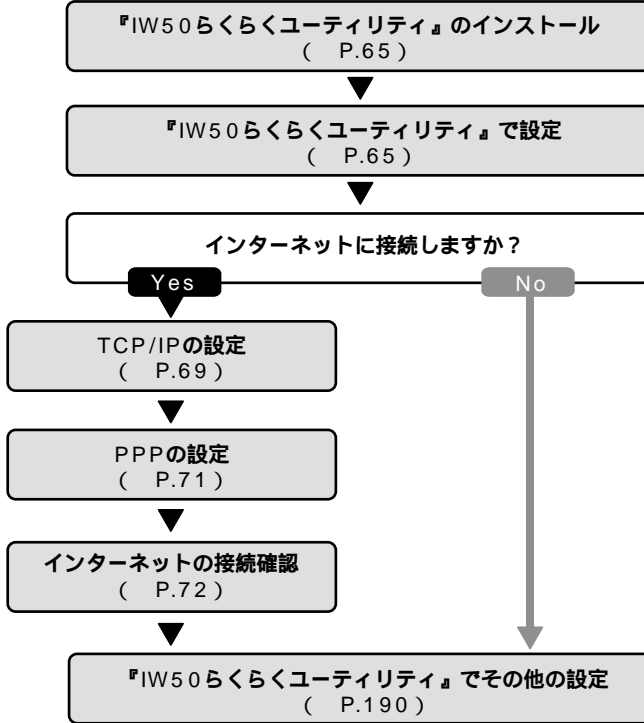 『IW50らくらくユーティリティ』のインストール
( P.65)
『IW50らくらくユーティリティ』で設定
( P.65)
インターネットに接続しますか？
Yes
No
TCP/IPの設定
( P.69)
PPPの設定
( P.71)
インターネットの接続確認
( P.72)
『IW50らくらくユーティリティ』でその他の設定
( P.190)